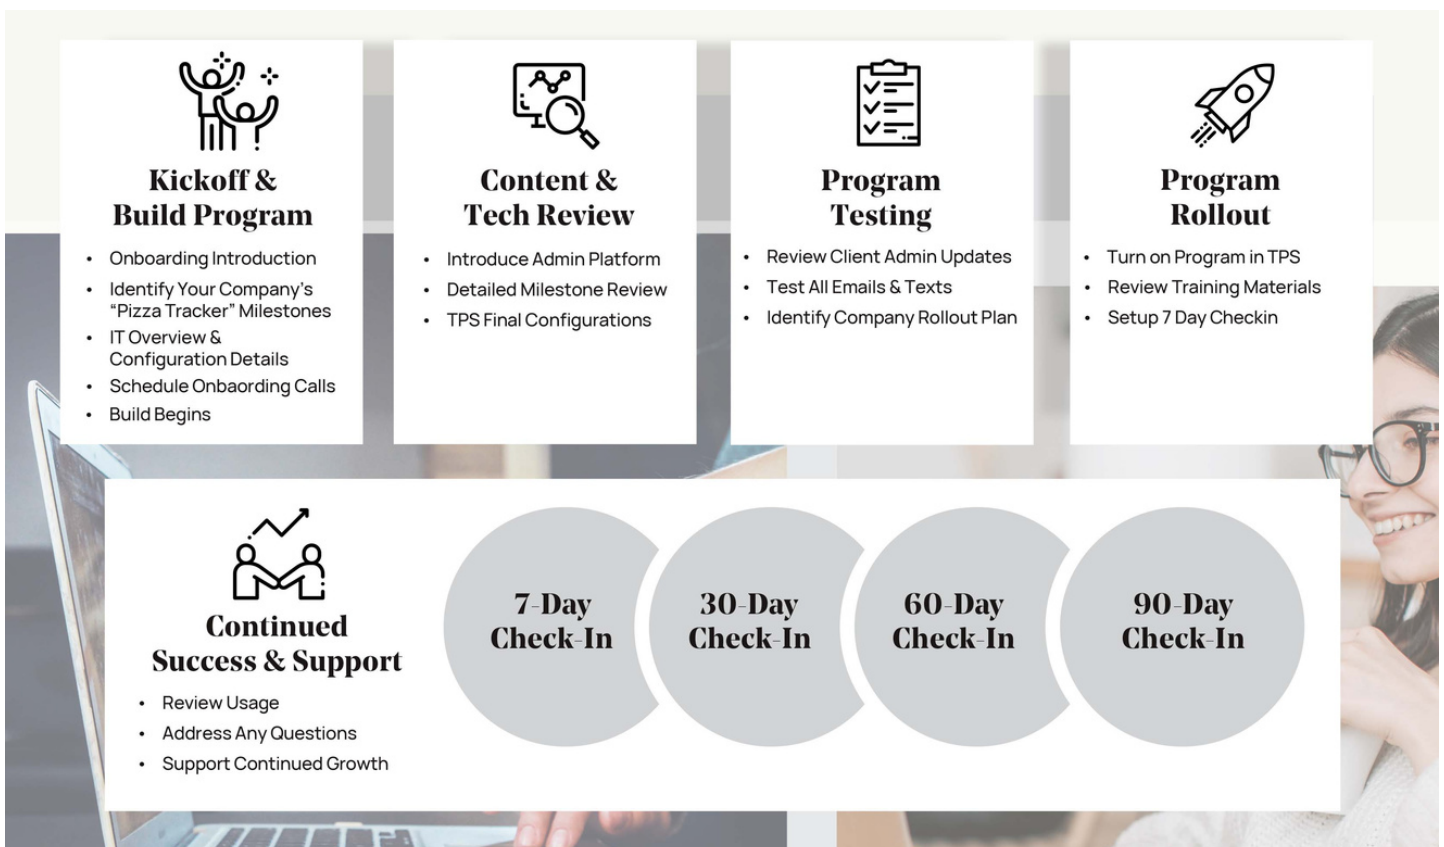 Kickoff &
Build Program
• Onboarding Introduction
• Identify Your Company's
"Pizza Tracker" Milestones
• IT Overview &
Configuration Details
• Schedule Onbaording Calls
• Build Begins
Content &
Tech Review
• Introduce Admin Platform
• Detailed Milestone Review
• TPS Final Configurations
Program
Testing
• Review Client Admin Updates
• Test All Emails & Texts
• Identify Company Rollout Plan
Program
Rollout
• Turn on Program in TPS
• Review Training Materials
• Setup 7 Day Checkin
Continued
Success & Support
• Review Usage
• Address Any Questions
• Support Continued Growth
7-Day
Check-In
30-Day
Check-In
60-Day
Check-In
90-Day
Check-In